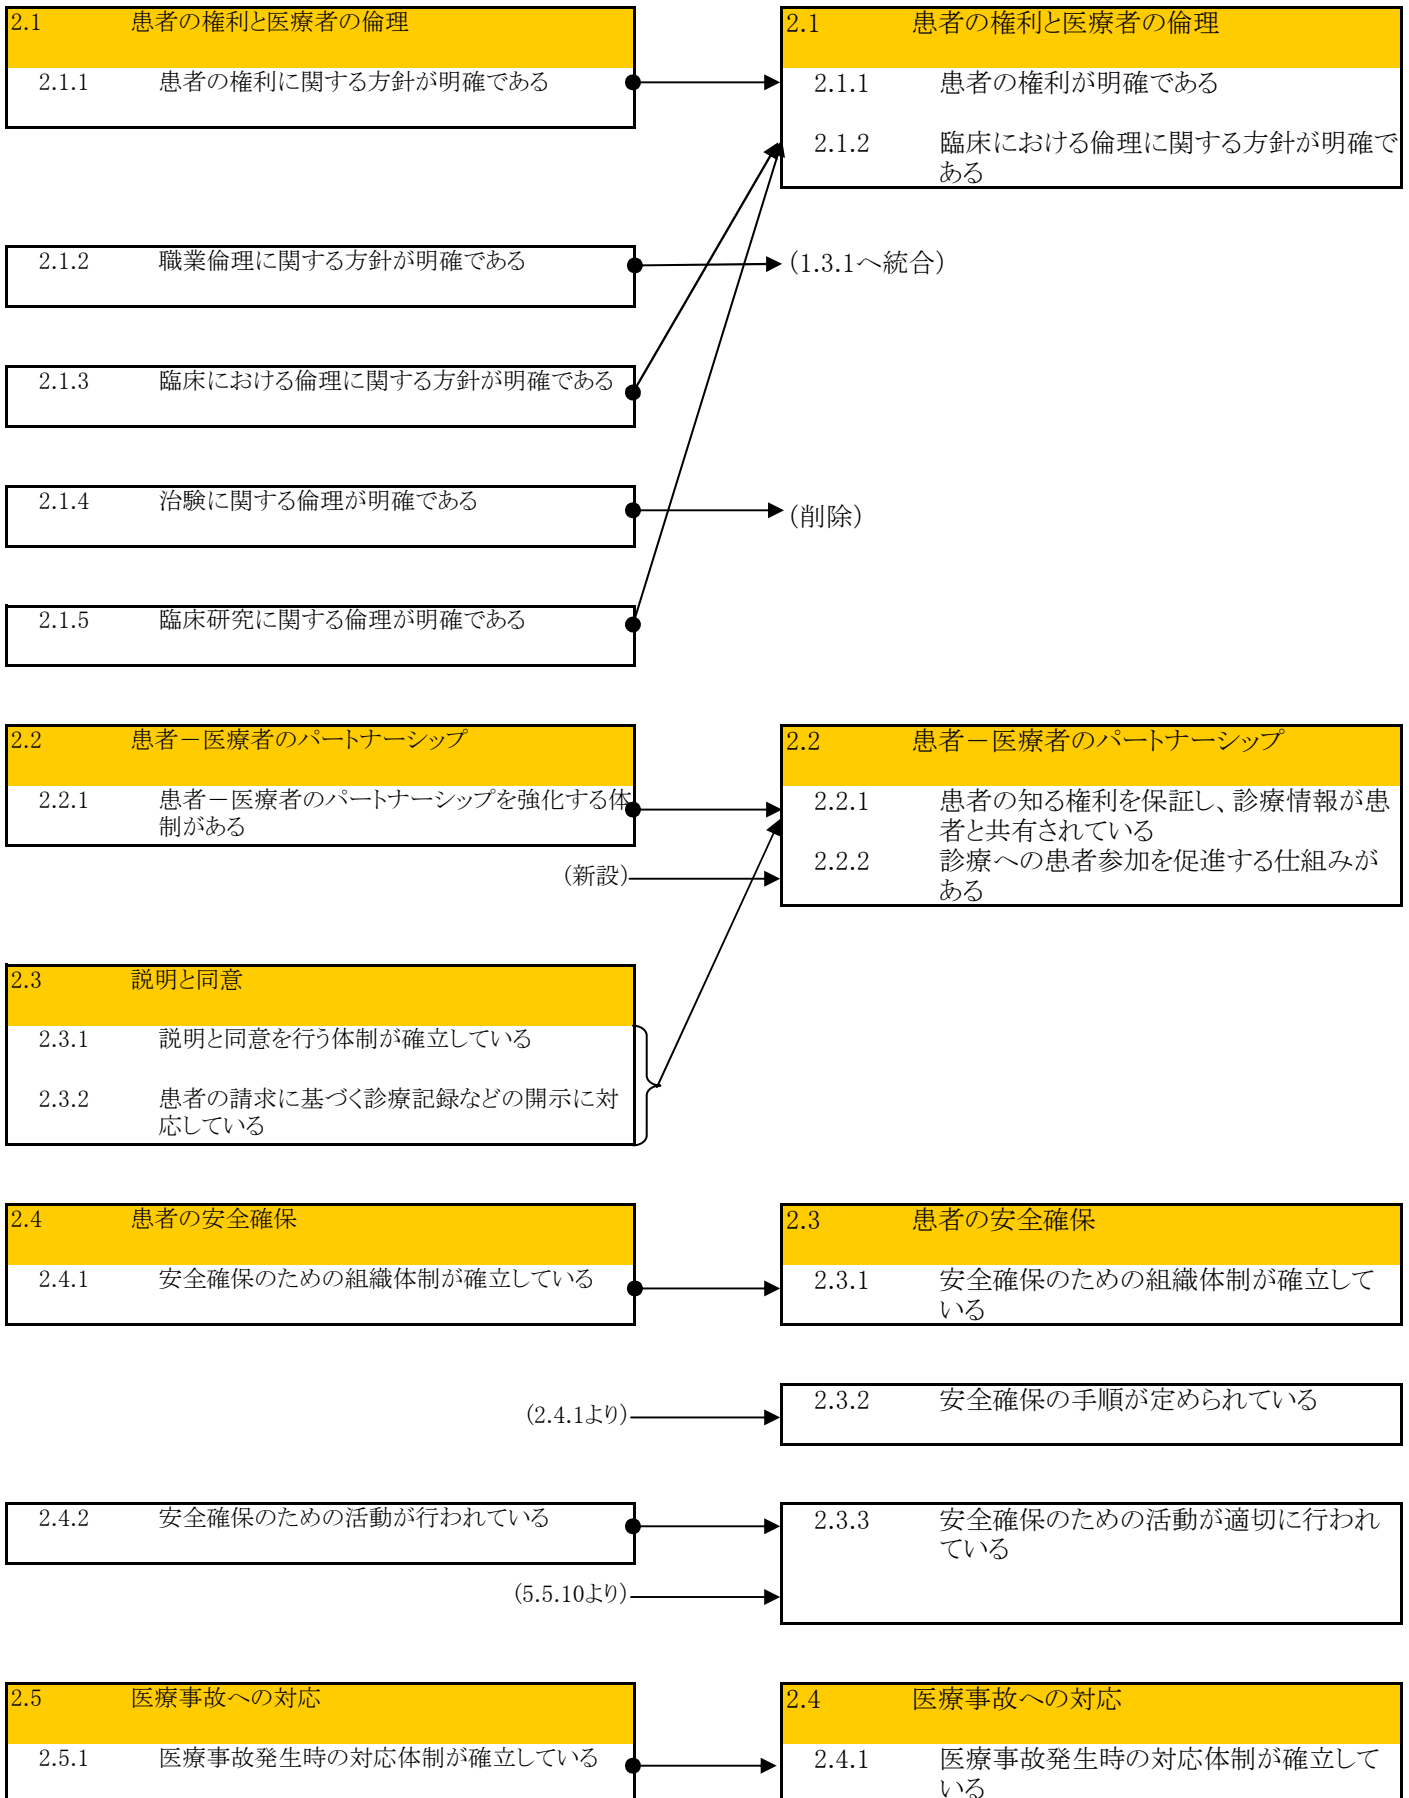 2.1 患者の権利と医療者の倫理
2.1 患者の権利と医療者の倫理
2.1.1 患者の権利に関する方針が明確である
2.1.1 患者の権利が明確である
2.1.2 臨床における倫理に関する方針が明確で
ある
2.1.2 職業倫理に関する方針が明確である
(1.3.1へ統合)
2.1.3 臨床における倫理に関する方針が明確である
2.1.4 治験に関する倫理が明確である
(削除)
2.1.5 臨床研究に関する倫理が明確である
2.2 患者－医療者のパートナーシップ
2.2 患者－医療者のパートナーシップ
2.2.1 患者－医療者のパートナーシップを強化する体
制がある
2.2.1 患者の知る権利を保証し、診療情報が患
者と共有されている
(新設)
2.2.2 診療への患者参加を促進する仕組みが
ある
2.3 説明と同意
2.3.1 説明と同意を行う体制が確立している
2.3.2 患者の請求に基づく診療記録などの開示に対
応している
2.4 患者の安全確保
2.3 患者の安全確保
2.4.1 安全確保のための組織体制が確立している
2.3.1 安全確保のための組織体制が確立して
いる
(2.4.1より)
2.3.2 安全確保の手順が定められている
2.4.2 安全確保のための活動が行われている
2.3.3 安全確保のための活動が適切に行われ
ている
(5.5.10より)
2.5 医療事故への対応
2.4 医療事故への対応
2.5.1 医療事故発生時の対応体制が確立している
2.4.1 医療事故発生時の対応体制が確立して
いる